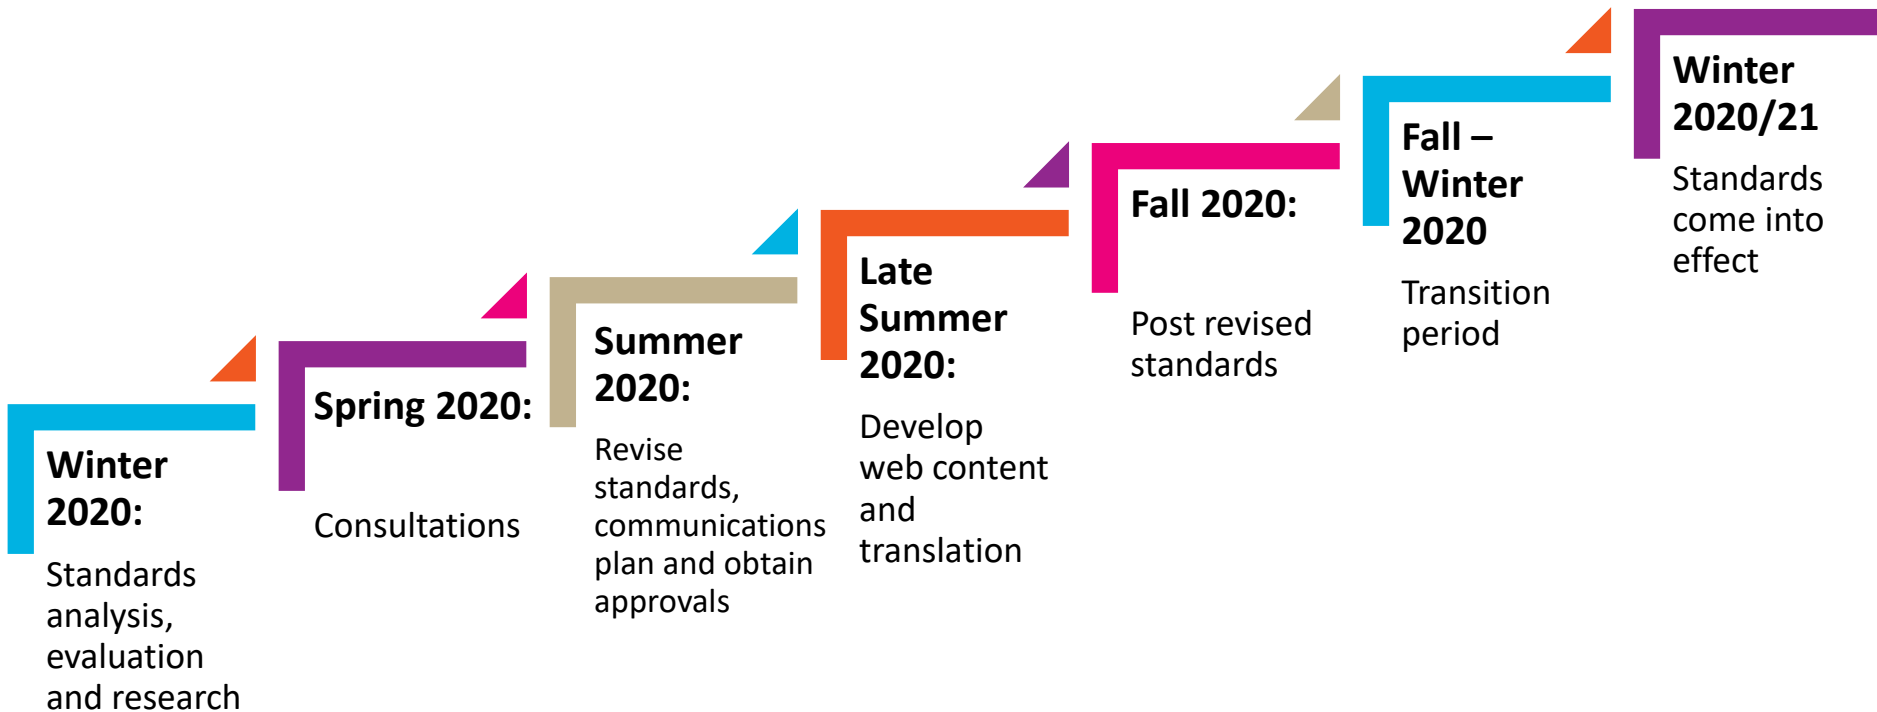 Winter
2020:
Standards
analysis,
evaluation
and research
Spring 2020:
Consultations
Summer
2020:
Revise
standards,
communications
plan and obtain
approvals
Late
Summer
2020:
Develop
web content
and
translation
Fall 2020:
Post revised
standards
Fall –
Winter
2020
Transition
period
Winter
2020/21
Standards
come into
effect